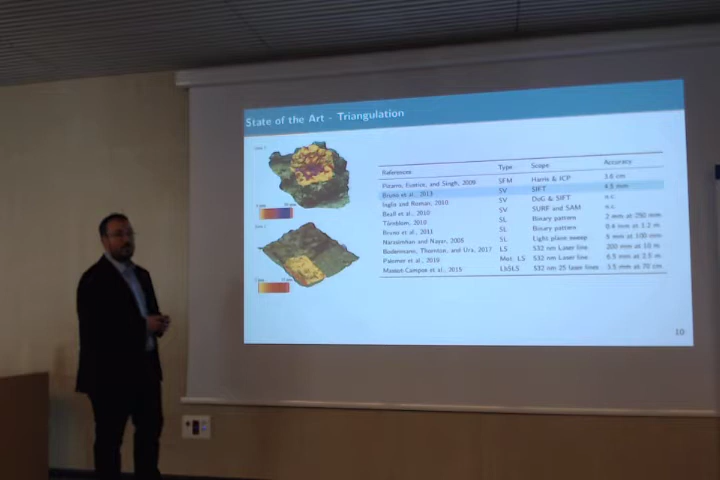 State of the Art - Triangulation
References Type Scope Accuracy
Pizarro, Eustice, and Singh, 2009 SFM Harris & ICP 3.6 cm
Bruno et al., 2013 SV SIFT 4.5 mm
Inglis and Roman, 2010 SV DoG & SIFT n.c.
Beall et al., 2010 SV SURF and SAM n.c.
Törnblom, 2010 SL Binary pattern 2 mm at 250 mm
Bruno et al., 2011 SL Binary pattern 0.4 mm at 1.2 m
Narasimhan and Nayar, 2005 SL Light plane sweep 5 mm at 100 mm
Bodenmann, Thornton, and Ura, 2017 LS 532 nm Laser line 200 mm at 10 m
Palomer et al., 2019 Mot. LS 532 nm Laser line 6.5 mm at 2.5 m
Massot-Campos et al., 2015 LbSLS 532 nm 25 laser lines 3.5 mm at 70 cm
10